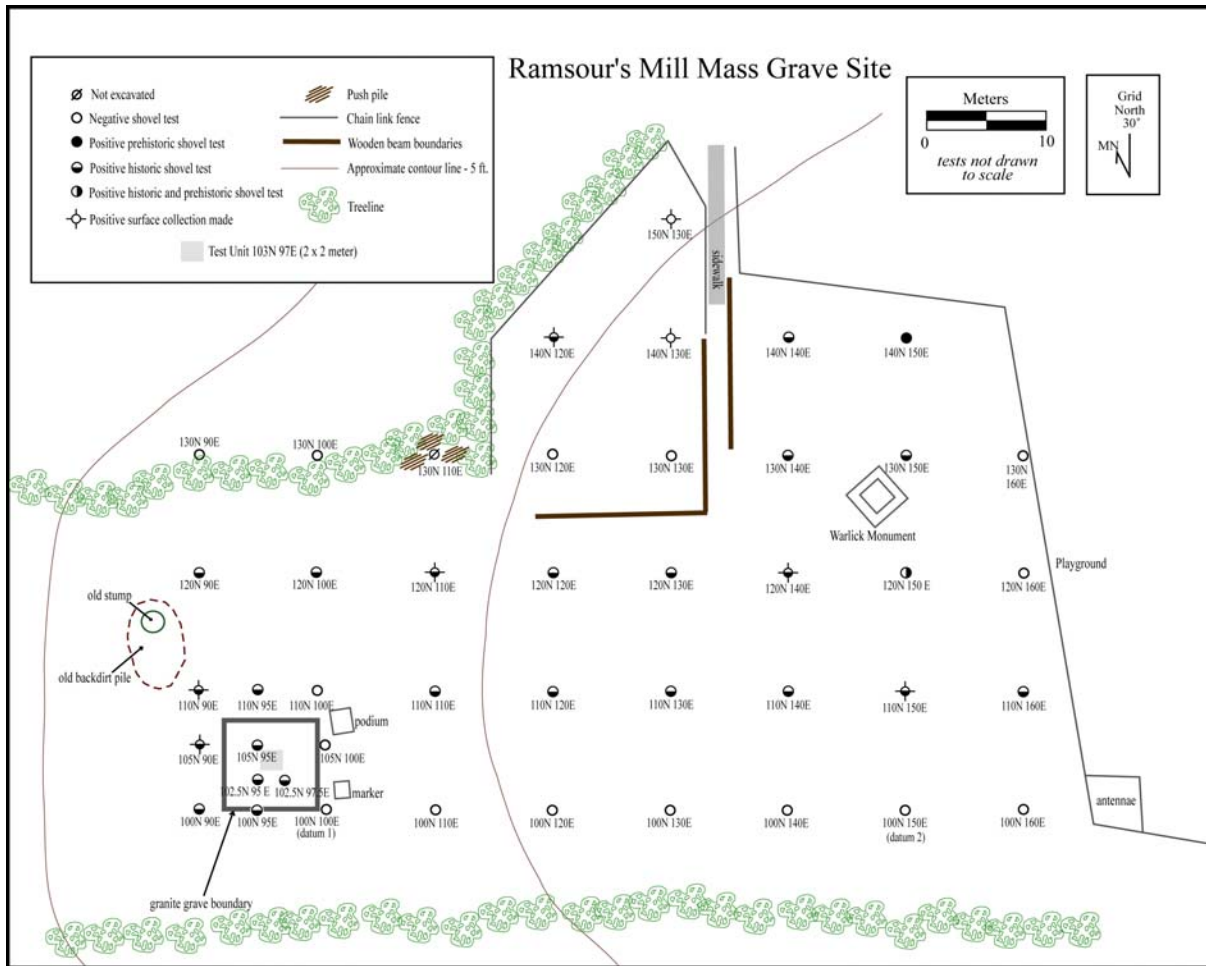 Ramsour's Mill Mass Grave Site
Not excavated
Negative shovel test
Positive prehistoric shovel test
Positive historic shovel test
Positive historic and prehistoric shovel test
Positive surface collection made
Push pile
Chain link fence
Wooden beam boundaries
Approximate contour line - 5 ft.
Treeline
Test Unit 103N 97E (2 x 2 meter)
Meters
0 10
tests not drawn
to scale
Grid
North
30°
MN
150N 130E
sidewalk
140N 120E
140N 130E
140N 140E
140N 150E
130N 90E
130N 100E
130N 110E
130N 120E
130N 130E
130N 140E
130N 150E
130N
160E
Warlick Monument
Playground
120N 90E
120N 100E
120N 110E
120N 120E
120N 130E
120N 140E
120N 150 E
120N 160E
old stump
old backdirt pile
110N 90E
110N 95E
110N 100E
110N 110E
110N 120E
110N 130E
110N 140E
110N 150E
110N 160E
podium
105N 90E
105N 95E
105N 100E
102.5N 95 E
102.5N 97.5E
marker
antennae
100N 90E
100N 95E
100N 100E
(datum 1)
100N 110E
100N 120E
100N 130E
100N 140E
100N 150E
(datum 2)
100N 160E
granite grave boundary